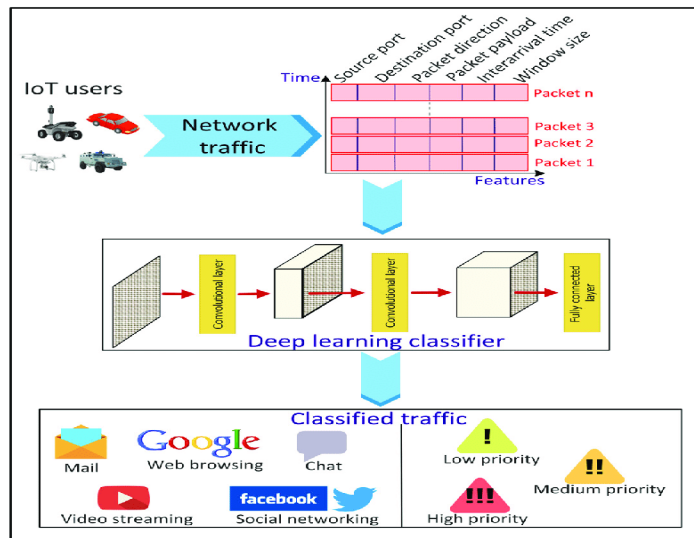 IoT users
Network
traffic
Time
Source port
Destination port
Packet direction
Packet payload
Interarrival time
Window size
Packet n
Packet 3
Packet 2
Packet 1
Features
Convolutional layer
Convolutional layer
Fully connected
layer
Deep learning classifier
Classified traffic
Mail
Google
Web browsing
Chat
Video streaming
facebook
Social networking
!
Low priority
!!
Medium priority
!!!
High priority